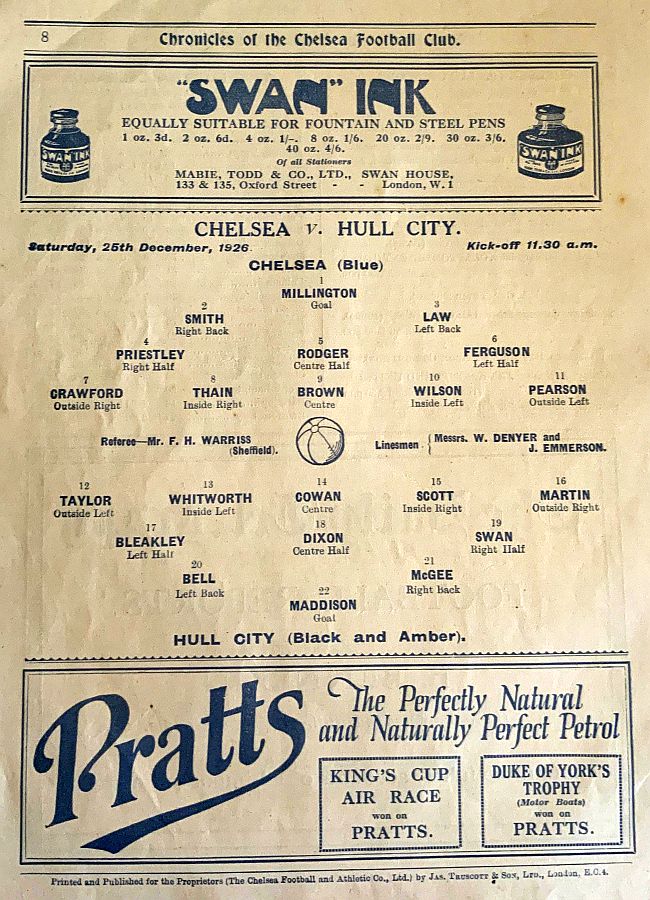 8 Chronicles of the Chelsea Football Club.
"SWAN" INK
EQUALLY SUITABLE FOR FOUNTAIN AND STEEL PENS
1 oz. 3d. 2 oz. 6d. 4 oz. 1/-. 8 oz. 1/6. 20 oz. 2/9. 30 oz. 3/6.
40 oz. 4/6.
Of all Stationers
MABIE, TODD & CO., LTD., SWAN HOUSE,
133 & 135, Oxford Street - - London, W.1
SWAN INK
SWAN INK
CHELSEA v. HULL CITY.
Saturday, 25th December, 1926. Kick-off 11.30 a.m.
CHELSEA (Blue)
1
MILLINGTON
Goal
2 3
SMITH LAW
Right Back Left Back
4 5 6
PRIESTLEY RODGER FERGUSON
Right Half Centre Half Left Half
7 8 9 10 11
CRAWFORD THAIN BROWN WILSON PEARSON
Outside Right Inside Right Centre Inside Left Outside Left
Referee—Mr. F. H. WARRISS
(Sheffield).
Linesmen Messrs. W. DENYER and
J. EMMERSON.
12 13 14 15 16
TAYLOR WHITWORTH COWAN SCOTT MARTIN
Outside Left Inside Left Centre Inside Right Outside Right
17 18 19
BLEAKLEY DIXON SWAN
Left Half Centre Half Right Half
20 21
BELL McGEE
Left Back Right Back
22
MADDISON
Goal
HULL CITY (Black and Amber).
Pratts
The Perfectly Natural
and Naturally Perfect Petrol
KING'S CUP
AIR RACE
won on
PRATTS.
DUKE OF YORK'S
TROPHY
(Motor Boats)
won on
PRATTS.
Printed and Published for the Proprietors (The Chelsea Football and Athletic Co., Ltd.) by JAS. TRUSCOTT & SON, LTD., London, E.C.4.